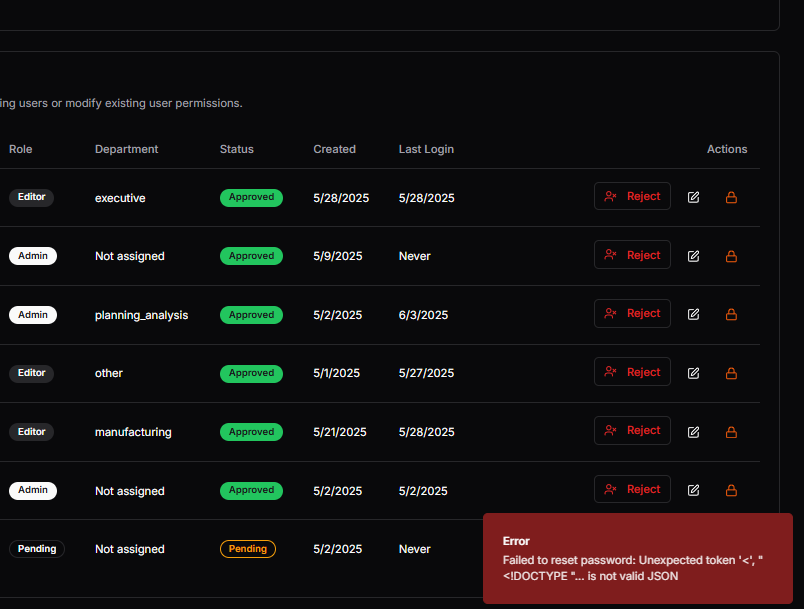 ing users or modify existing user permissions.
Role Department Status Created Last Login Actions
Editor executive Approved 5/28/2025 5/28/2025 Reject
Admin Not assigned Approved 5/9/2025 Never Reject
Admin planning_analysis Approved 5/2/2025 6/3/2025 Reject
Editor other Approved 5/1/2025 5/27/2025 Reject
Editor manufacturing Approved 5/21/2025 5/28/2025 Reject
Admin Not assigned Approved 5/2/2025 5/2/2025 Reject
Pending Not assigned Pending 5/2/2025 Never
Error
Failed to reset password: Unexpected token '<', "
<!DOCTYPE "... is not valid JSON